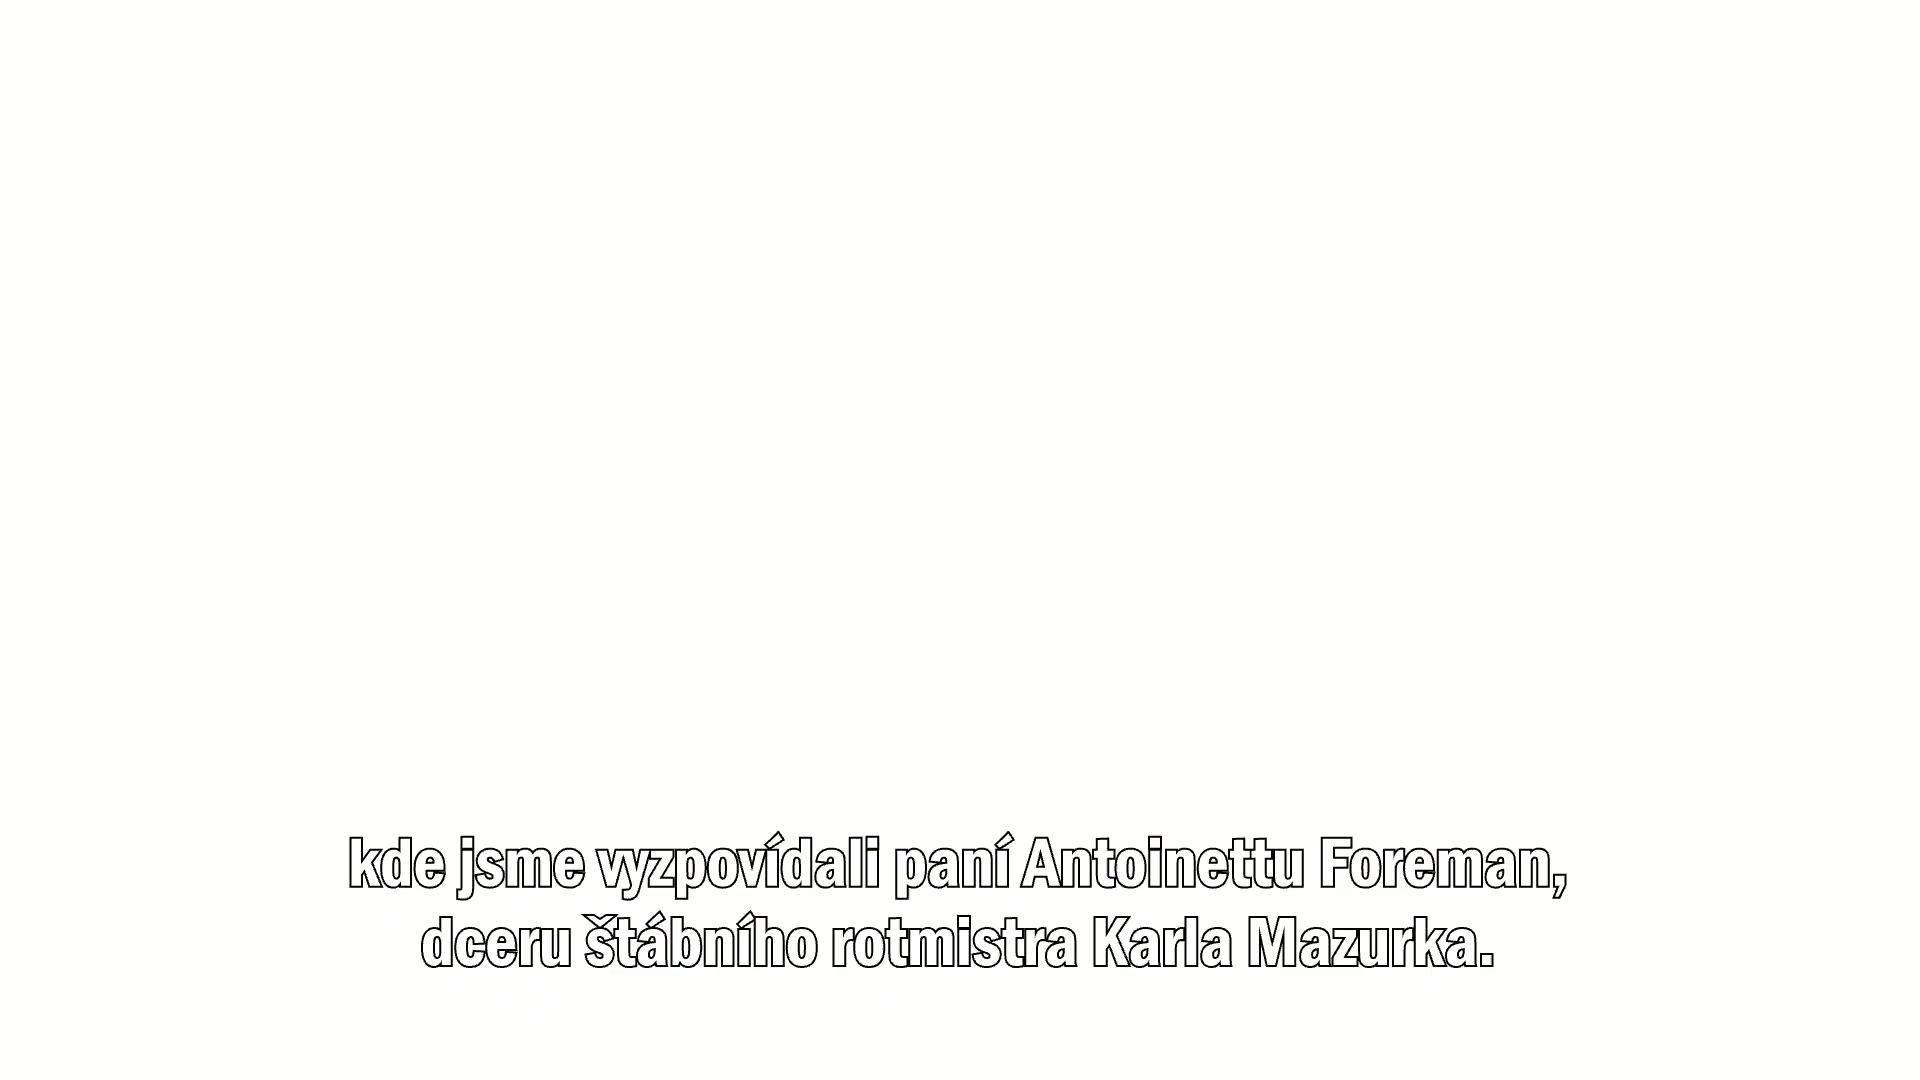 kde jsme vyzpovídali paní Antoinettu Foreman,
dceru štábního rotmistra Karla Mazurka.